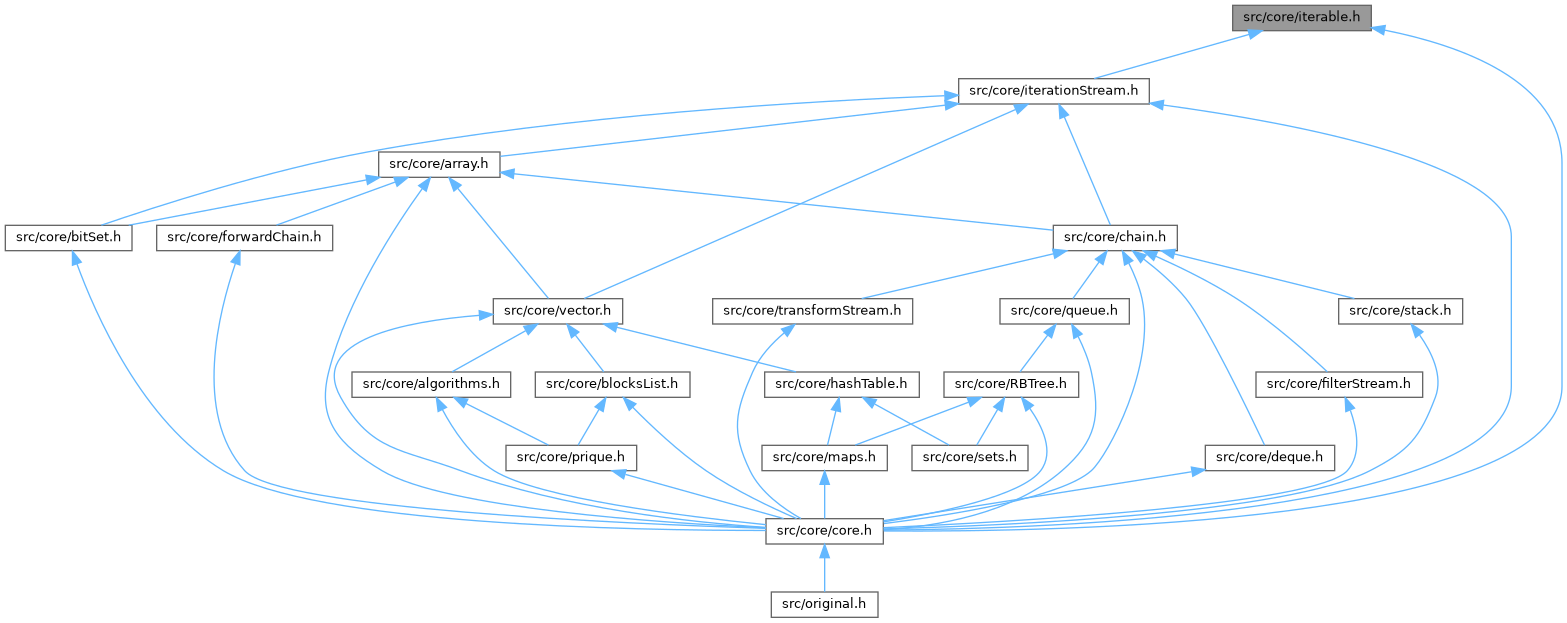 src/core/iterable.h
src/core/iterationStream.h
src/core/array.h
src/core/bitSet.h
src/core/forwardChain.h
src/core/chain.h
src/core/vector.h
src/core/transformStream.h
src/core/queue.h
src/core/stack.h
src/core/algorithms.h
src/core/blocksList.h
src/core/hashTable.h
src/core/RBTree.h
src/core/filterStream.h
src/core/prique.h
src/core/maps.h
src/core/sets.h
src/core/deque.h
src/core/core.h
src/original.h